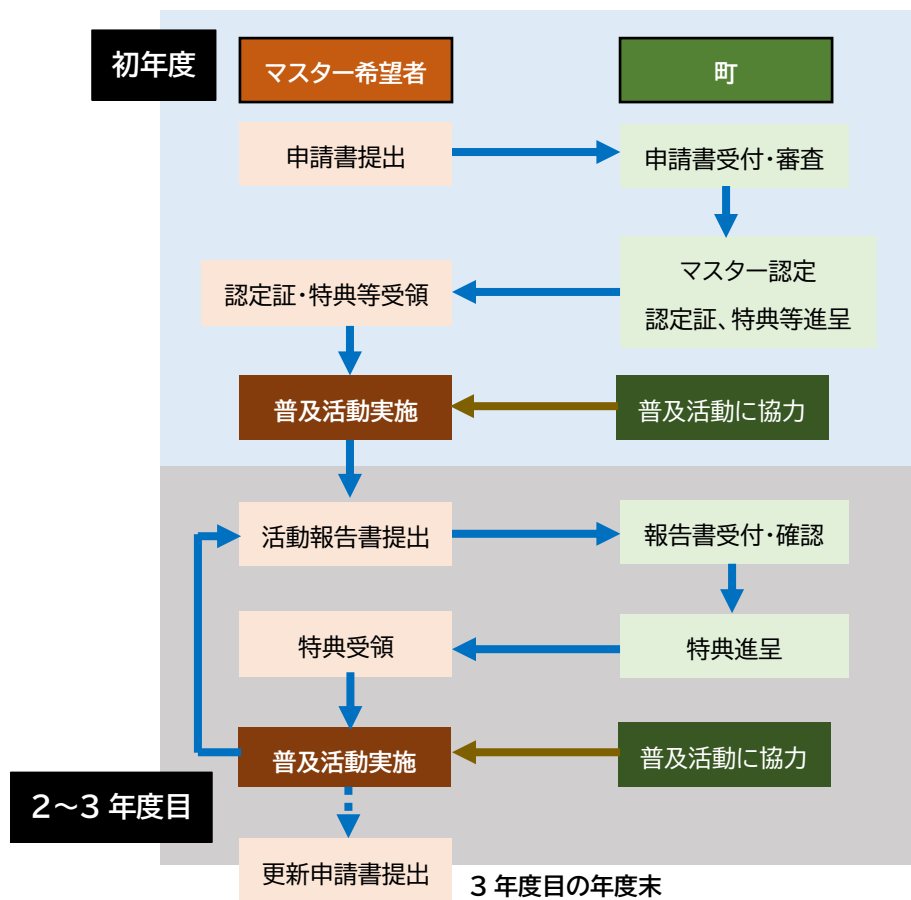 初年度
マスター希望者
町
申請書提出
申請書受付・審査
マスター認定
認定証、特典等進呈
認定証・特典等受領
普及活動実施
普及活動に協力
活動報告書提出
報告書受付・確認
特典受領
特典進呈
普及活動実施
普及活動に協力
2～3 年度目
更新申請書提出
3 年度目の年度末